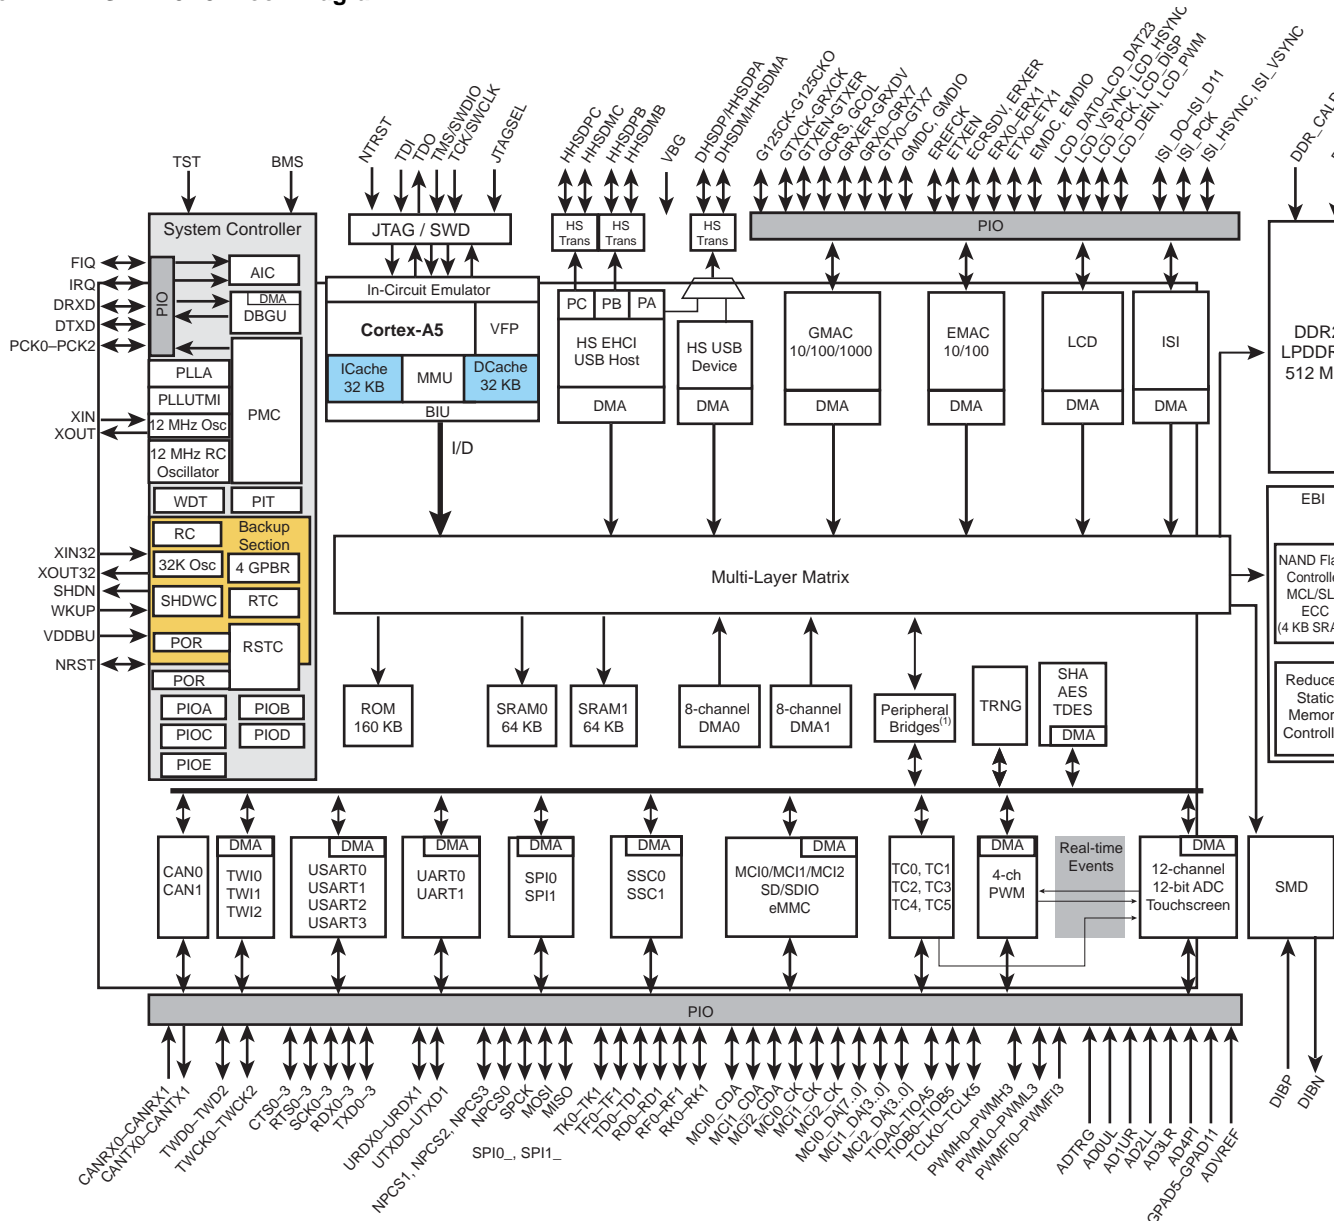 G125CK-G125CKO
GTXCK-GRXCK
GTXEN-GTXER
GCRS, GCOL
GRXER-GRXDV
GRX0–GRX7
GTX0–GTX7
GMDC, GMDIO
EREFCK
ETXEN
ECRSDV, ERXER
ERX0–ERX1
ETX0–ETX1
EMDC, EMDIO
LCD_DAT0–LCD_DAT23
LCD_VSYNC, LCD_HSYNC
LCD_PCK, LCD_DISP
LCD_DEN, LCD_PWM
ISI_DO–ISI_D11
ISI_PCK
ISI_HSYNC, ISI_VSYNC
NTRST
TDI
TDO
TMS/SWDIO
TCK/SWCLK
JTAGSEL
HHSDPC
HHSDMC
HHSDPB
HHSDMB
VBG
DHSDP/HHSDPA
DHSDM/HHSDMA
TST
BMS
System Controller
JTAG / SWD
HS
Trans
HS
Trans
HS
Trans
PIO
FIQ
IRQ
DRXD
DTXD
PCK0–PCK2
PIO
AIC
DMA
DBGU
In-Circuit Emulator
Cortex-A5
VFP
ICache
32 KB
MMU
DCache
32 KB
BIU
I/D
PC
PB
PA
HS EHCI
USB Host
DMA
HS USB
Device
DMA
GMAC
10/100/1000
DMA
EMAC
10/100
DMA
LCD
DMA
ISI
DMA
512 M
PLLA
PLLUTMI
12 MHz Osc
12 MHz RC
Oscillator
PMC
XIN
XOUT
WDT
PIT
EBI
RC
Backup
Section
32K Osc
4 GPBR
SHDWC
RTC
POR
RSTC
POR
XIN32
XOUT32
SHDN
WKUP
VDDBU
NRST
Multi-Layer Matrix
NAND Fla
Controlle
MCL/SL
ECC
(4 KB SRA
Reduce
Static
Memor
Controll
PIOA
PIOB
PIOC
PIOD
PIOE
ROM
160 KB
SRAM0
64 KB
SRAM1
64 KB
8-channel
DMA0
8-channel
DMA1
Peripheral
Bridges(1)
TRNG
SHA
AES
TDES
DMA
CAN0
CAN1
DMA
TWI0
TWI1
TWI2
DMA
USART0
USART1
USART2
USART3
DMA
UART0
UART1
DMA
SPI0
SPI1
DMA
SSC0
SSC1
DMA
MCI0/MCI1/MCI2
SD/SDIO
eMMC
TC0, TC1
TC2, TC3
TC4, TC5
DMA
4-ch
PWM
Real-time
Events
DMA
12-channel
12-bit ADC
Touchscreen
SMD
PIO
CANRX0–CANRX1
CANTX0–CANTX1
TWD0–TWD2
TWCK0–TWCK2
CTS0-3
RTS0-3
SCK0-3
RDX0-3
TXD0-3
URDX0–URDX1
UTXD0–UTXD1
NPCS1, NPCS2, NPCS3
NPCS0
SPCK
MOSI
MISO
SPI0_, SPI1_
TK0–TK1
TF0–TF1
TD0–TD1
RD0–RD1
RF0–RF1
RK0–RK1
MCI0_CDA
MCI1_CDA
MCI2_CDA
MCI0_CK
MCI1_CK
MCI2_CK
MCI0_DA[7..0]
MCI1_DA[3..0]
MCI2_DA[3..0]
TIOA0–TIOA5
TIOB0–TIOB5
TCLK0–TCLK5
PWMH0–PWMH3
PWML0–PWML3
PWMFI0–PWMFI3
ADTRG
AD0UL
AD1UR
AD2LL
AD3LR
AD4PI
GPAD5–GPAD11
ADVREF
DIBP
DIBN